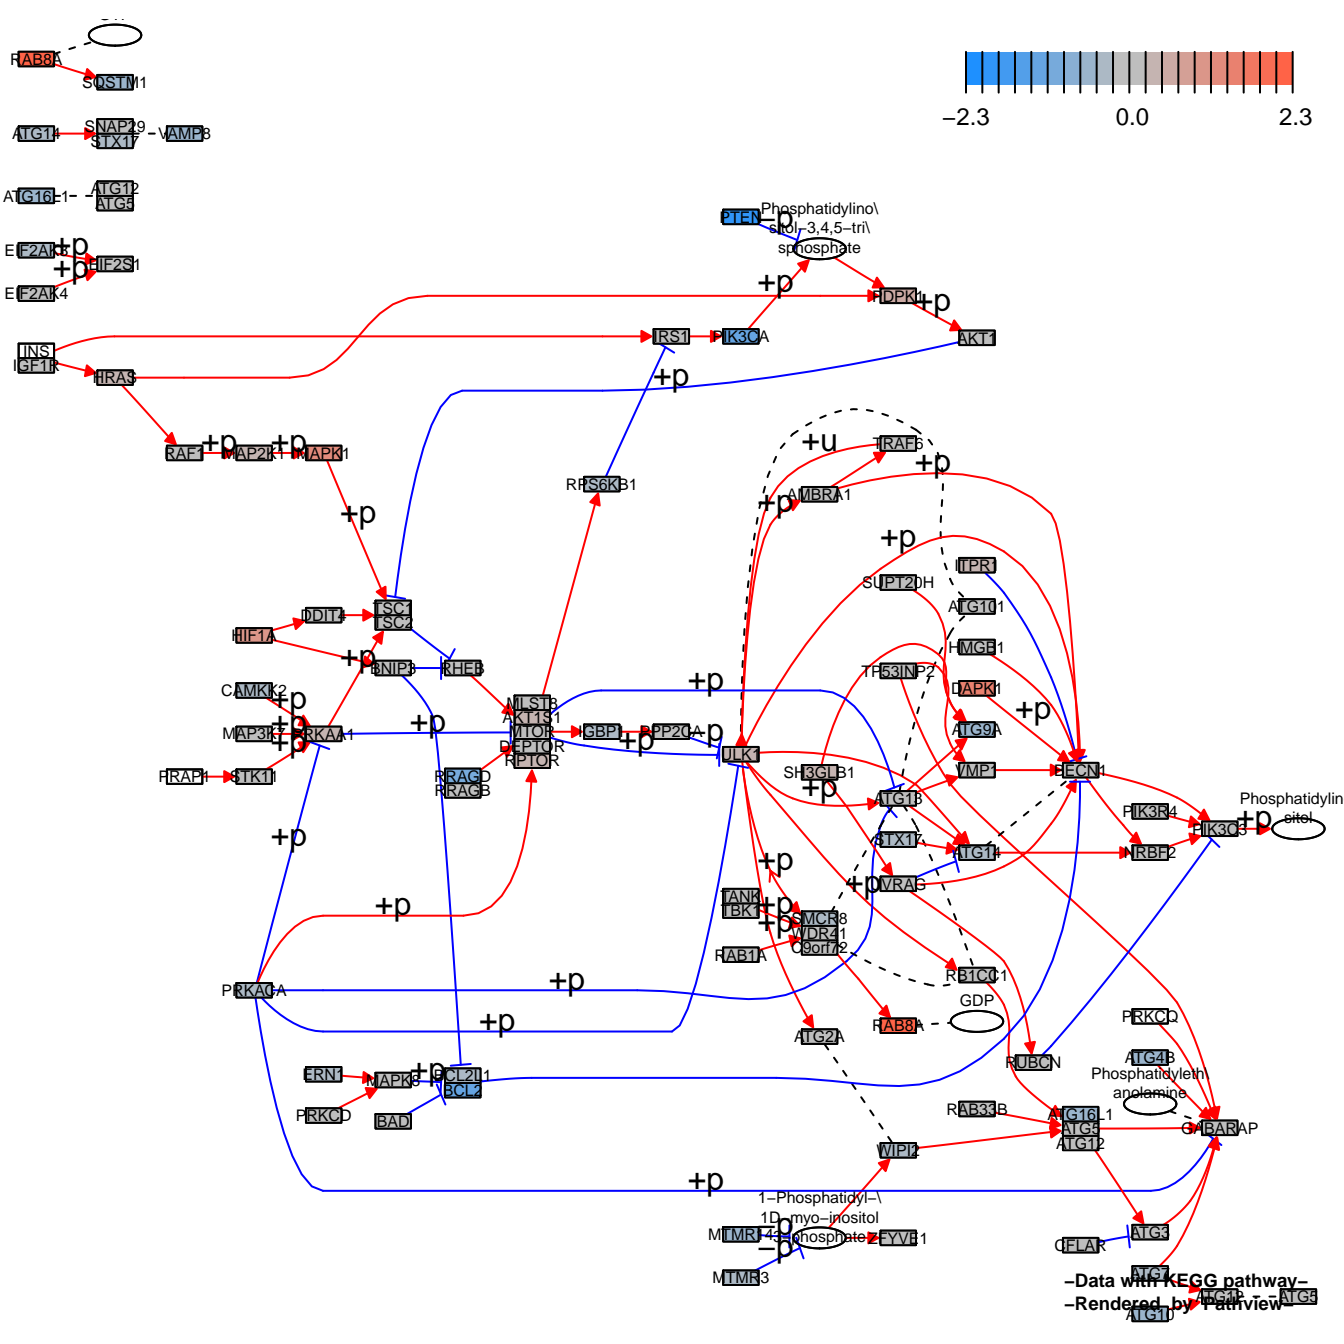 RAB8A
SQSTM1
−2.3 0.0 2.3
ATG14
SNAP29
STX17
VAMP8
ATG16L1
ATG12
ATG5
EIF2AK3
+p
+p
EIF2S1
EIF2AK4
PTEN
−p
Phosphatidylino\
sitol−3,4,5−tri\
sphosphate
+p
PDPK1
+p
INS
IGF1R
HRAS
IRS1
PIK3CA
AKT1
+p
RAF1
+p
MAP2K1
+p
MAPK1
+p
RPS6KB1
+u
TRAF6
+p
AMBRA1
+p
+p
SUPT20H
ITPR1
ATG101
HMGB1
TP53INP2
DAPK1
+p
ATG9A
HIF1A
DDIT4
TSC1
TSC2
+p
BNIP3
RHEB
CAMKK2
+p
MAP3K7
+p
+p
PRKAA1
+p
TPRAP1
STK11
MLST8
AKT1S1
MTOR
DEPTOR
RPTOR
RRAGD
RRAGB
IGBP1
+p
PPP2CA
+p
+p
ULK1
SH3GLB1
+p
VMP1
BECN1
ATG13
STX17
ATG14
UVRAG
+p
PIK3R4
PIK3C3
+p
Phosphatidylin
sitol
NRBF2
+p
+p
+p
+p
TANK
TBK1
+p
+p
SMCR8
WDR41
C9orf72
RAB1A
RB1CC1
GDP
RAB8A
PRKACA
+p
+p
ATG2A
RUBCN
PRKCQ
ATG4B
Phosphatidyleth\
anolamine
ERN1
MAPK8
+p
BCL2L1
BCL2
PRKCD
BAD
RAB33B
ATG16L1
ATG5
ATG12
GABARAP
WIPI2
+p
1−Phosphatidyl−\
1D−myo−inositol
3−phosphate
MTMR14
−p
−p
ZFYVE1
MTMR3
CFLAR
ATG3
ATG7
−Data with KEGG pathway−
−Rendered by Pathview−
ATG12
ATG5
ATG10